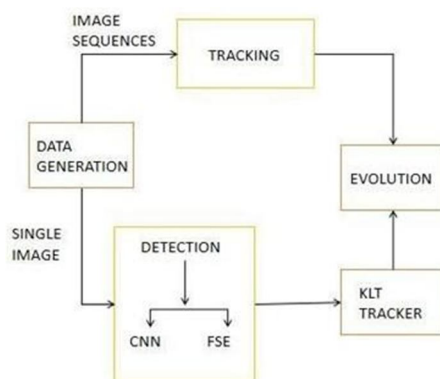 IMAGE
SEQUENCES
TRACKING
DATA
GENERATION
EVOLUTION
SINGLE
IMAGE
DETECTION
CNN FSE
KLT
TRACKER